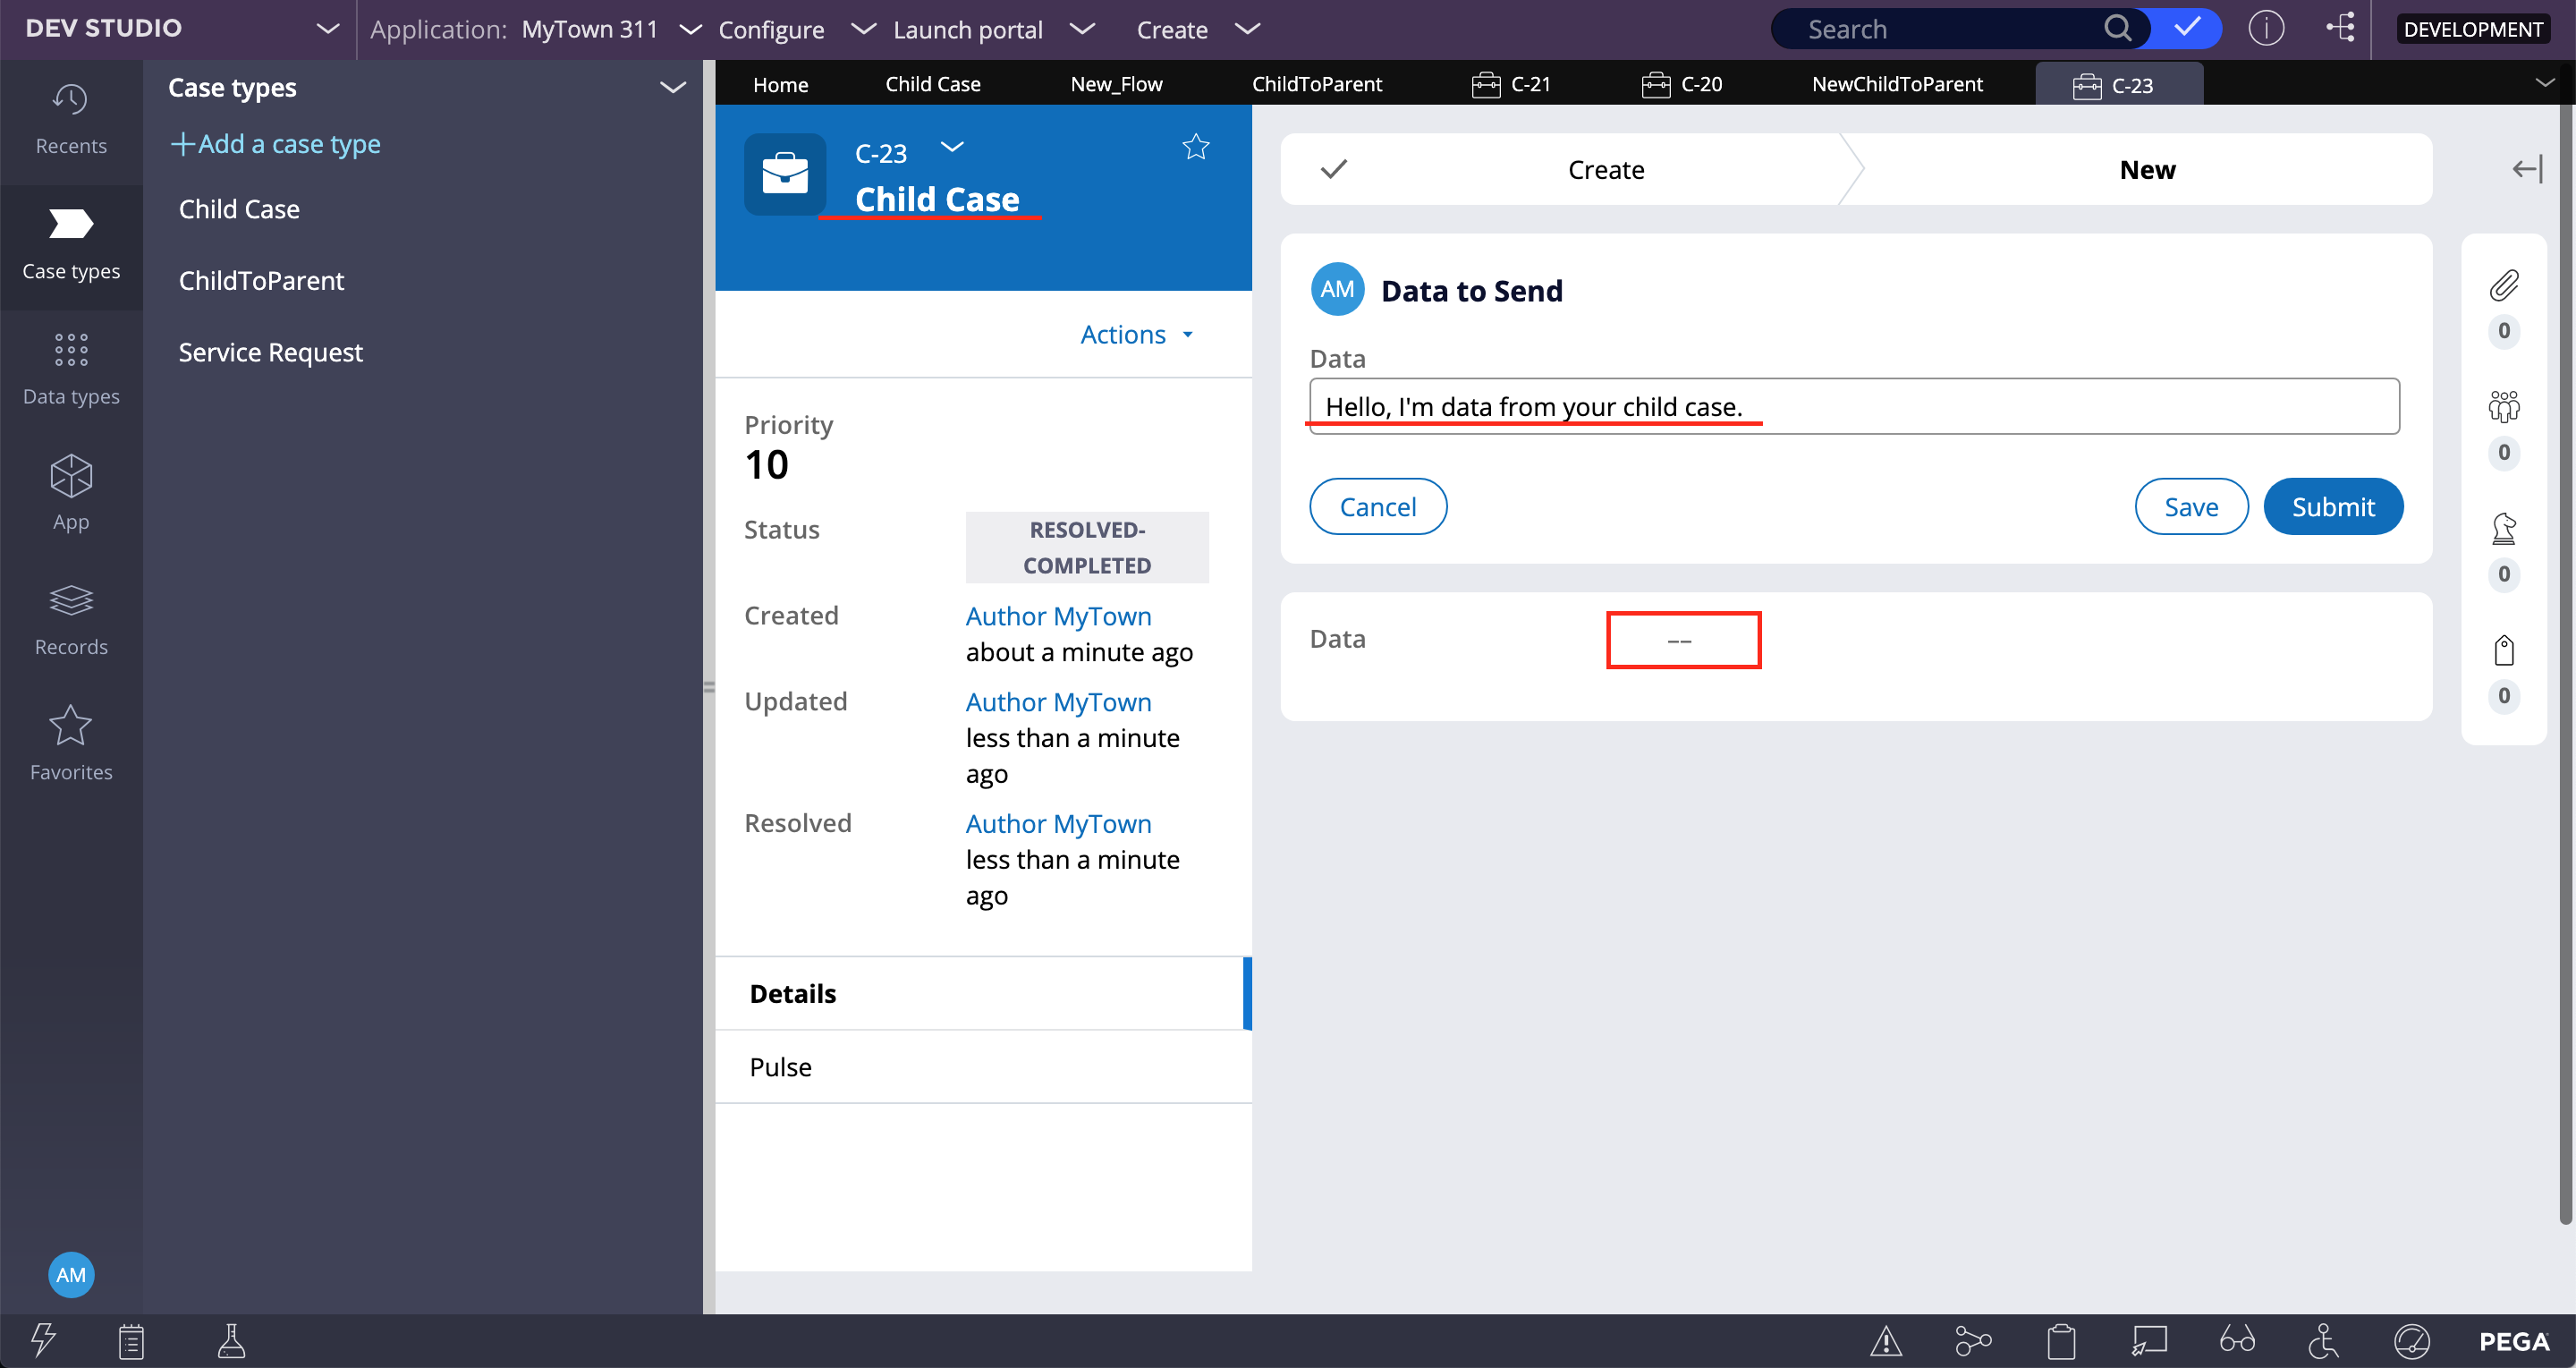 DEV STUDIO
Application: MyTown 311
Configure
Launch portal
Create
Search
DEVELOPMENT
Recents
Case types
Data types
App
Records
Favorites
AM
Case types
Add a case type
Child Case
ChildToParent
Service Request
Home
Child Case
New_Flow
ChildToParent
C-21
C-20
NewChildToParent
C-23
C-23
Child Case
Actions
Priority
10
Status
RESOLVED-
COMPLETED
Created
Author MyTown
about a minute ago
Updated
Author MyTown
less than a minute
ago
Resolved
Author MyTown
less than a minute
ago
Details
Pulse
Create
New
AM
Data to Send
Data
Hello, I'm data from your child case.
Cancel
Save
Submit
Data
––
0
0
0
0
PEGA